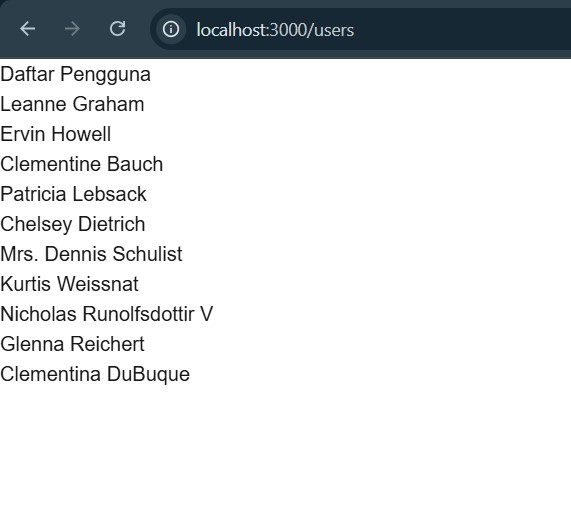 localhost:3000/users
Daftar Pengguna
Leanne Graham
Ervin Howell
Clementine Bauch
Patricia Lebsack
Chelsey Dietrich
Mrs. Dennis Schulist
Kurtis Weissnat
Nicholas Runolfsdottir V
Glenna Reichert
Clementina DuBuque